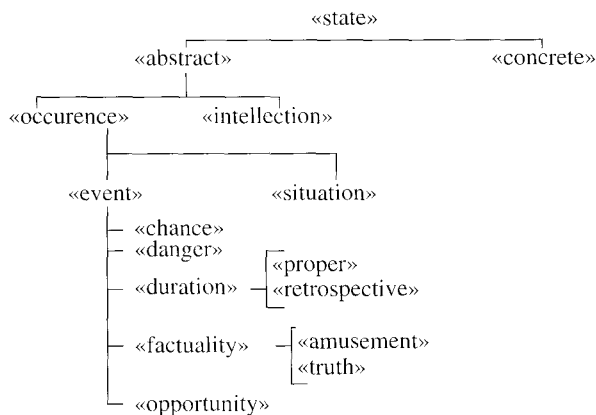 «state»
«abstract» «concrete»
«occurence» «intellection»
«event» «situation»
«chance»
«danger»
«proper»
«duration» «retrospective»
«amusement»
«factuality»
«truth»
«opportunity»